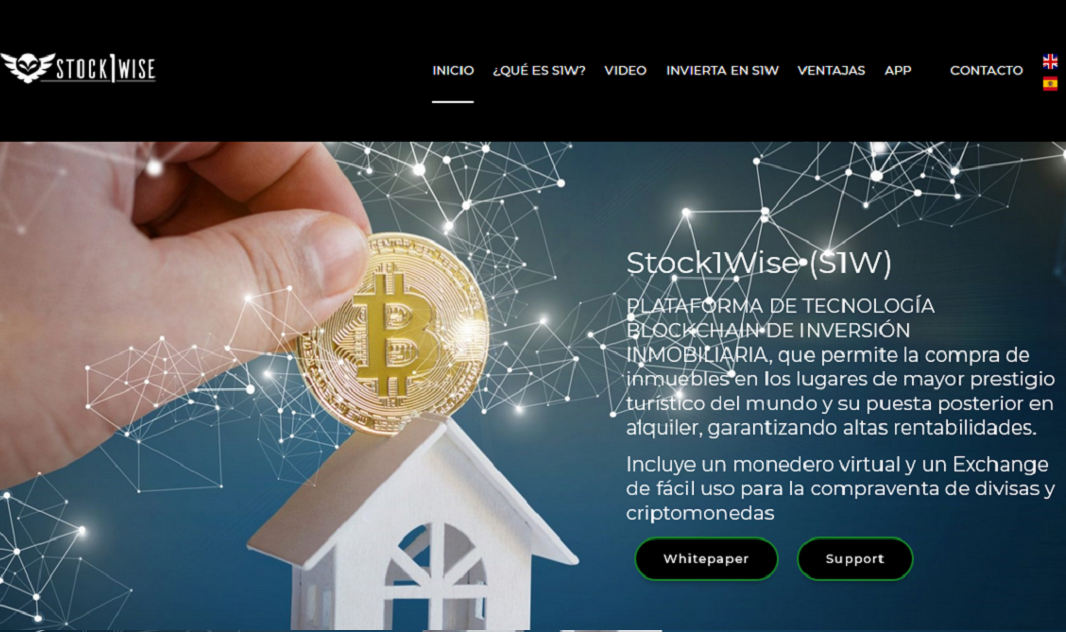 STOCK1WISE
INICIO ¿QUÉ ES S1W? VIDEO INVIERTA EN S1W VENTAJAS APP CONTACTO
Stock1Wise (S1W)
PLATAFORMA DE TECNOLOGÍA
BLOCKCHAIN DE INVERSIÓN
INMOBILIARIA, que permite la compra de
inmuebles en los lugares de mayor prestigio
turístico del mundo y su puesta posterior en
alquiler, garantizando altas rentabilidades.
Incluye un monedero virtual y un Exchange
de fácil uso para la compraventa de divisas y
criptomonedas
Whitepaper Support